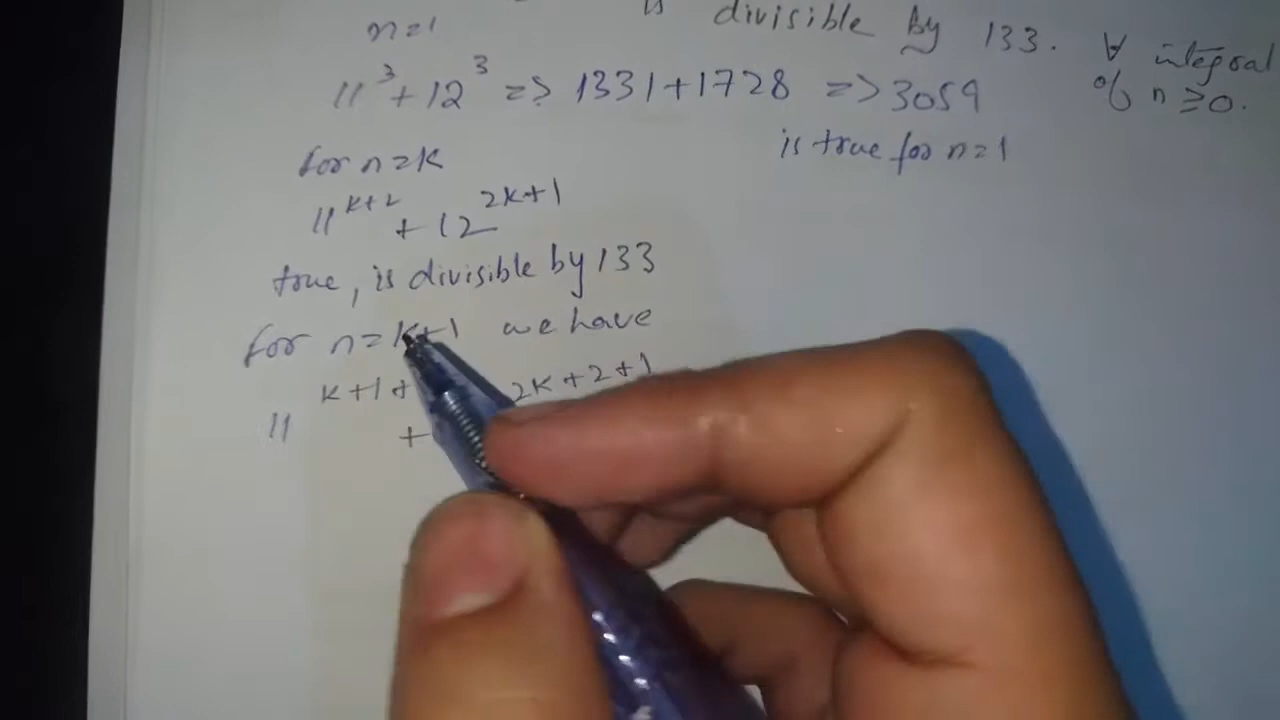 is divisible by 133. ∀ integral
n=1
of n ≥ 0.
11³ + 12³ => 1331+1728 => 3059
is true for n=1
for n=k
11^{k+2} + 12^{2k+1}
true, is divisible by 133
for n=k+1 we have
11^{k+1+} + ^{2k+2+1}